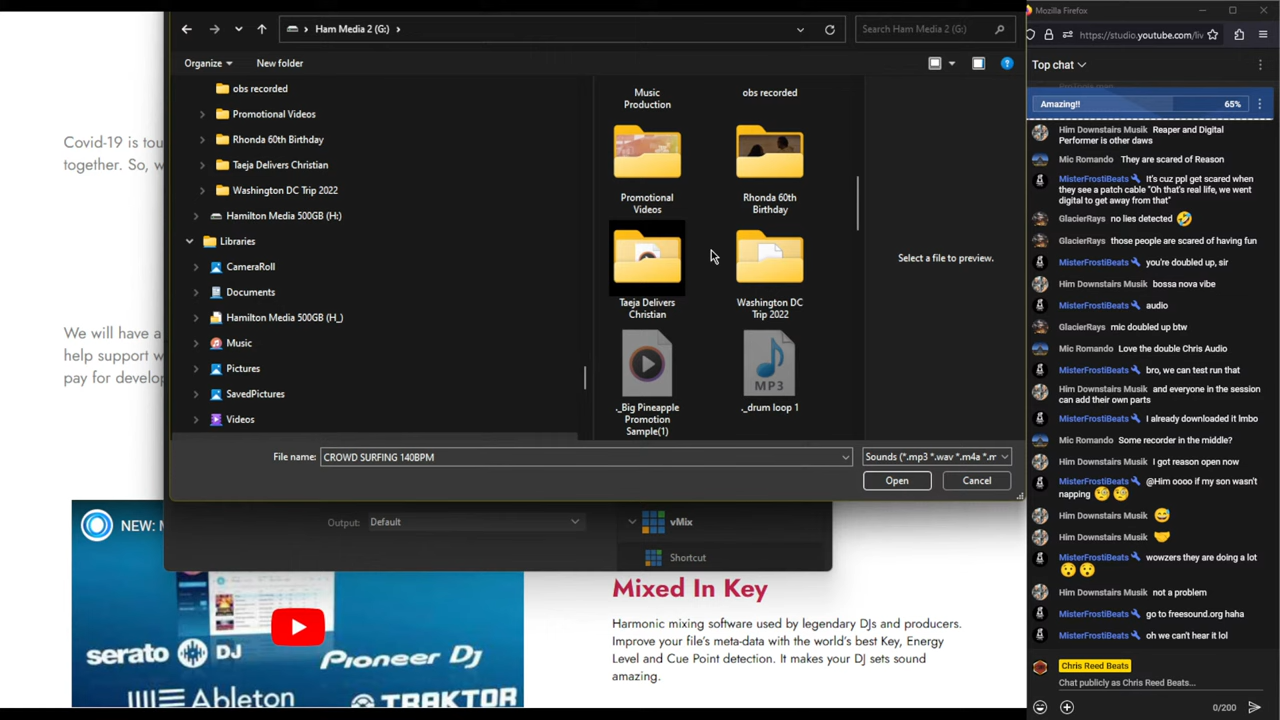 Ham Media 2 (G:)
Search Ham Media 2 (G:)
Organize
New folder
obs recorded
Promotional Videos
Rhonda 60th Birthday
Taeja Delivers Christian
Washington DC Trip 2022
Hamilton Media 500GB (H:)
Libraries
CameraRoll
Documents
Hamilton Media 500GB (H_)
Music
Pictures
SavedPictures
Videos
Music
Production
obs recorded
Promotional
Videos
Rhonda 60th
Birthday
Taeja Delivers
Christian
Washington DC
Trip 2022
MP3
._Big Pineapple
Promotion
Sample(1)
._drum loop 1
Select a file to preview.
File name:
CROWD SURFING 140BPM
Sounds (*.mp3 *.wav *.m4a *.m
Open
Cancel
Output:
Default
vMix
Shortcut
Covid-19 is tou
together. So, w
We will have a
help support w
pay for develop
NEW: M
serato
DJ
Pioneer Dj
Ableton
TRAKTOR
Mixed In Key
Harmonic mixing software used by legendary DJs and producers.
Improve your file's meta-data with the world's best Key, Energy
Level and Cue Point detection. It makes your DJ sets sound
amazing.
Mozilla Firefox
https://studio.youtube.com/liv
Top chat
Amazing!!
65%
Him Downstairs Musik Reaper and Digital
Performer is other daws
Mic Romando They are scared of Reason
MisterFrostiBeats It's cuz ppl get scared when
they see a patch cable "Oh that's real life, we went
digital to get away from that"
GlacierRays no lies detected 🤣
GlacierRays those people are scared of having fun
MisterFrostiBeats you're doubled up, sir
Him Downstairs Musik bossa nova vibe
MisterFrostiBeats audio
GlacierRays mic doubled up btw
Mic Romando Love the double Chris Audio
MisterFrostiBeats bro, we can test run that
Him Downstairs Musik and everyone in the session
can add their own parts
MisterFrostiBeats I already downloaded it lmbo
Mic Romando Some recorder in the middle?
Him Downstairs Musik I got reason open now
MisterFrostiBeats @Him oooo if my son wasn't
napping 🧐 🧐
Him Downstairs Musik 😅
Him Downstairs Musik 🤝
MisterFrostiBeats wowzers they are doing a lot
😯 😯
Him Downstairs Musik not a problem
MisterFrostiBeats go to freesound.org haha
MisterFrostiBeats oh we can't hear it lol
Chris Reed Beats
Chat publicly as Chris Reed Beats...
0/200